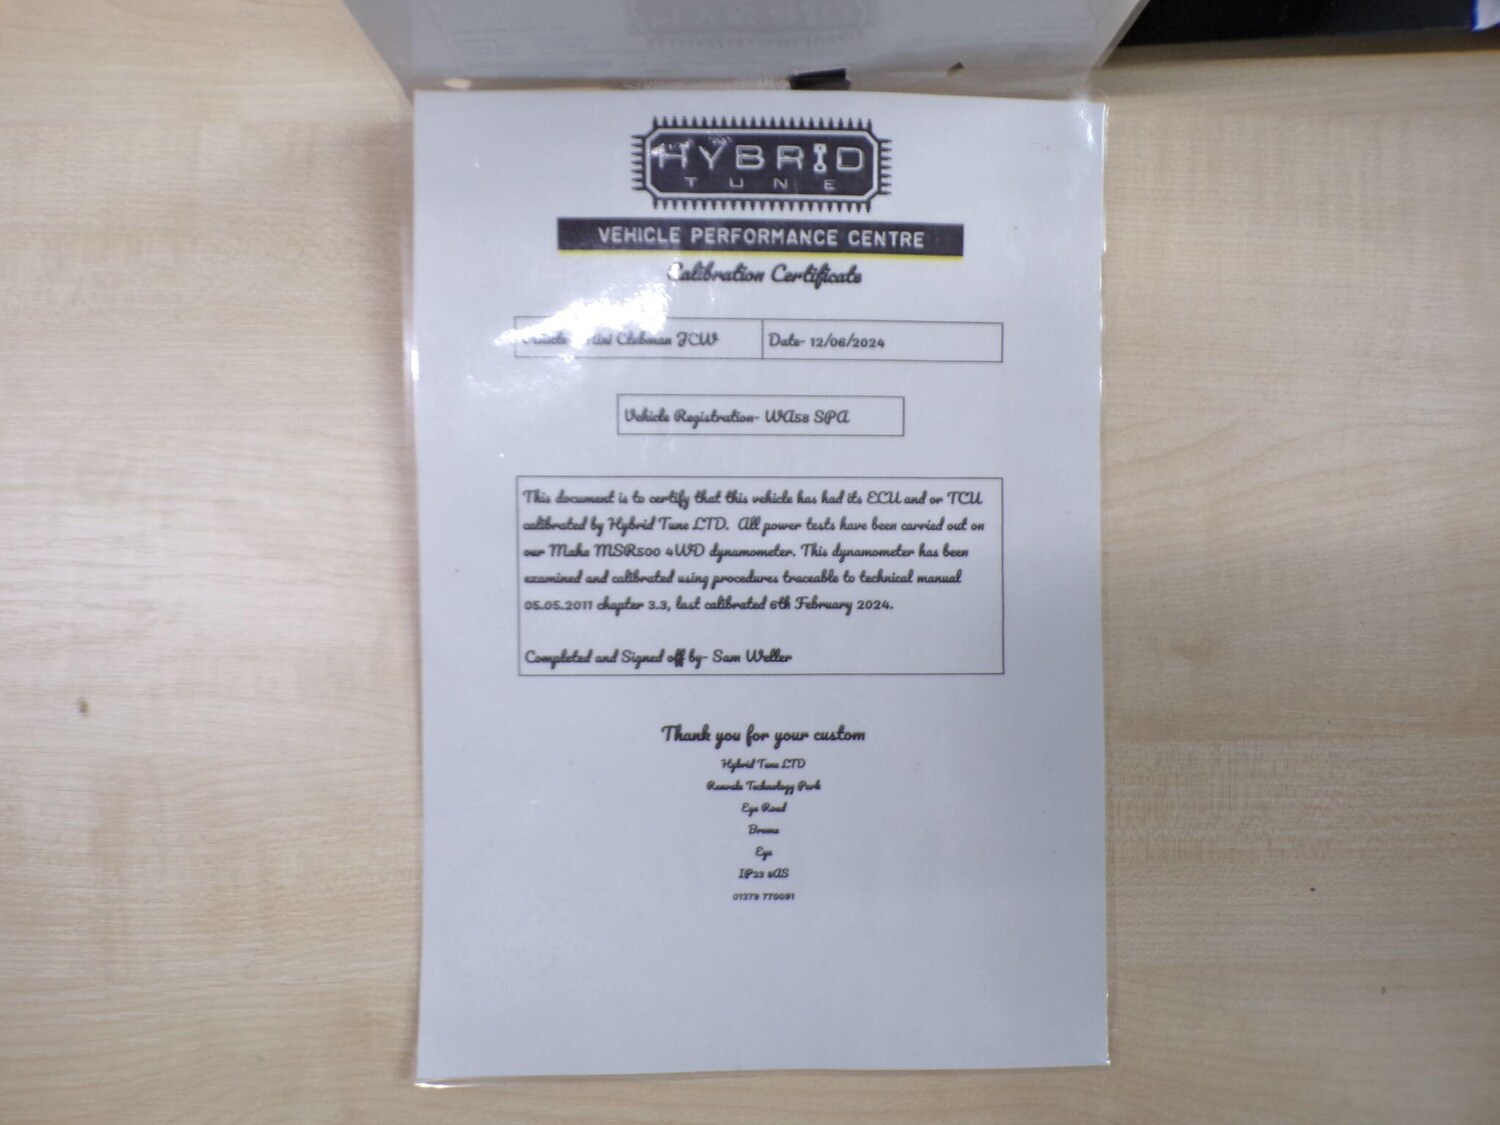 HYBRID
TUNE
VEHICLE PERFORMANCE CENTRE
Calibration Certificate
Vehicle- Mini Clubman JCW
Date- 12/06/2024
Vehicle Registration- WA58 SPA
This document is to certify that this vehicle has had its ECU and or TCU
calibrated by Hybrid Tune LTD. All power tests have been carried out on
our Maha MSR500 4WD dynamometer. This dynamometer has been
examined and calibrated using procedures traceable to technical manual
05.05.2011 chapter 3.3, last calibrated 6th February 2024.
Completed and Signed off by- Sam Weller
Thank you for your custom
Hybrid Tune LTD
Technology Park
Eye Road
Brome
Eye
IP23 8AS
01379 770091